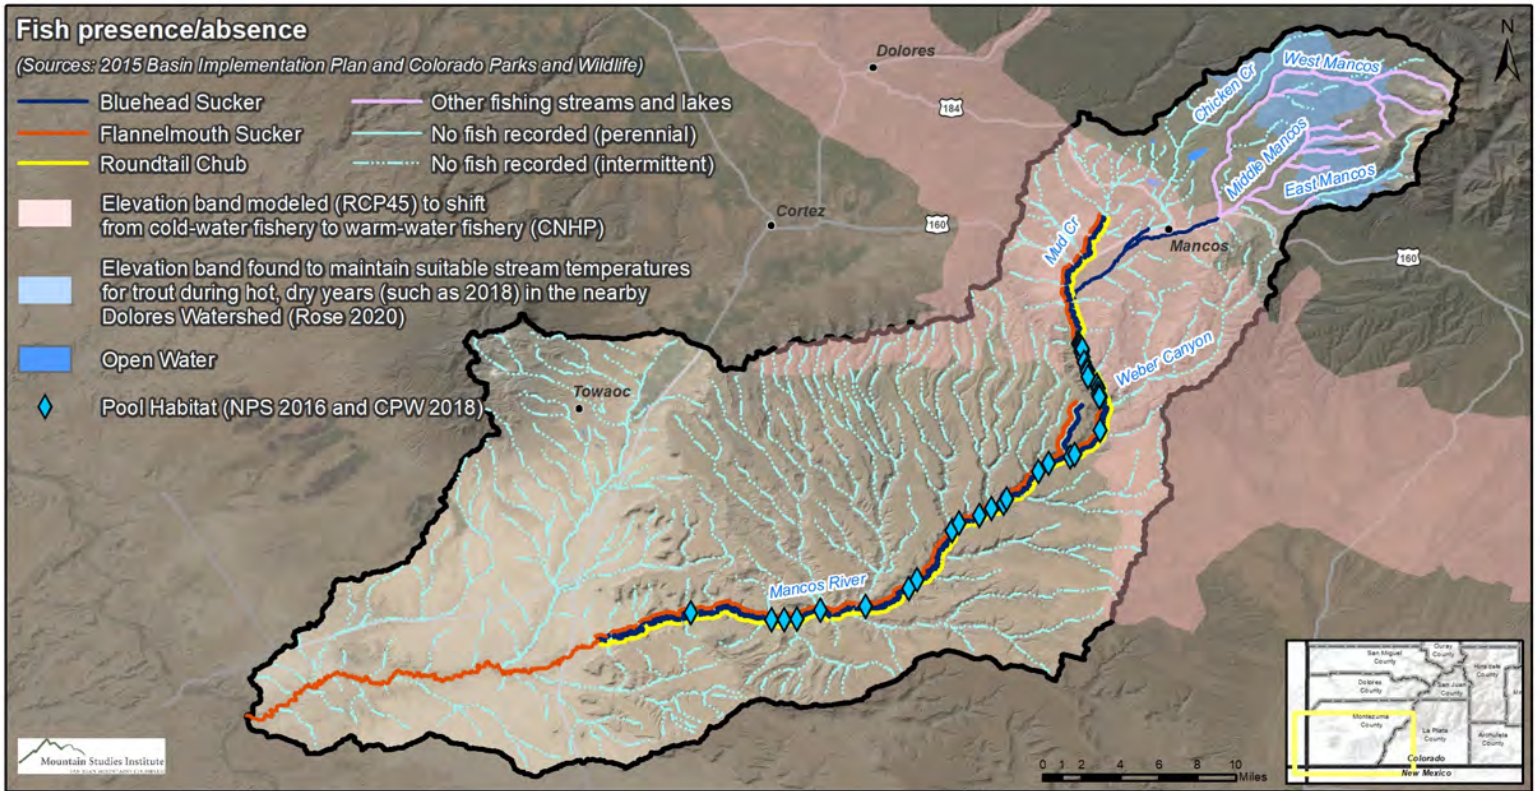 Fish presence/absence
(Sources: 2015 Basin Implementation Plan and Colorado Parks and Wildlife)
Bluehead Sucker
Flannelmouth Sucker
Roundtail Chub
Other fishing streams and lakes
No fish recorded (perennial)
No fish recorded (intermittent)
Elevation band modeled (RCP45) to shift
from cold-water fishery to warm-water fishery (CNHP)
Elevation band found to maintain suitable stream temperatures
for trout during hot, dry years (such as 2018) in the nearby
Dolores Watershed (Rose 2020)
Open Water
Pool Habitat (NPS 2016 and CPW 2018)
N
Dolores
184
Cortez
160
Towaoc
Chicken Cr
West Mancos
Middle Mancos
East Mancos
Mud Cr
Mancos
160
Weber Canyon
Mancos River
Mountain Studies Institute
0 1 2 4 6 8 10
Miles
San Miguel
County
Ouray
County
Hinsdale
County
Dolores
County
San Juan
County
Montezuma
County
La Plata
County
Archuleta
County
Colorado
New Mexico